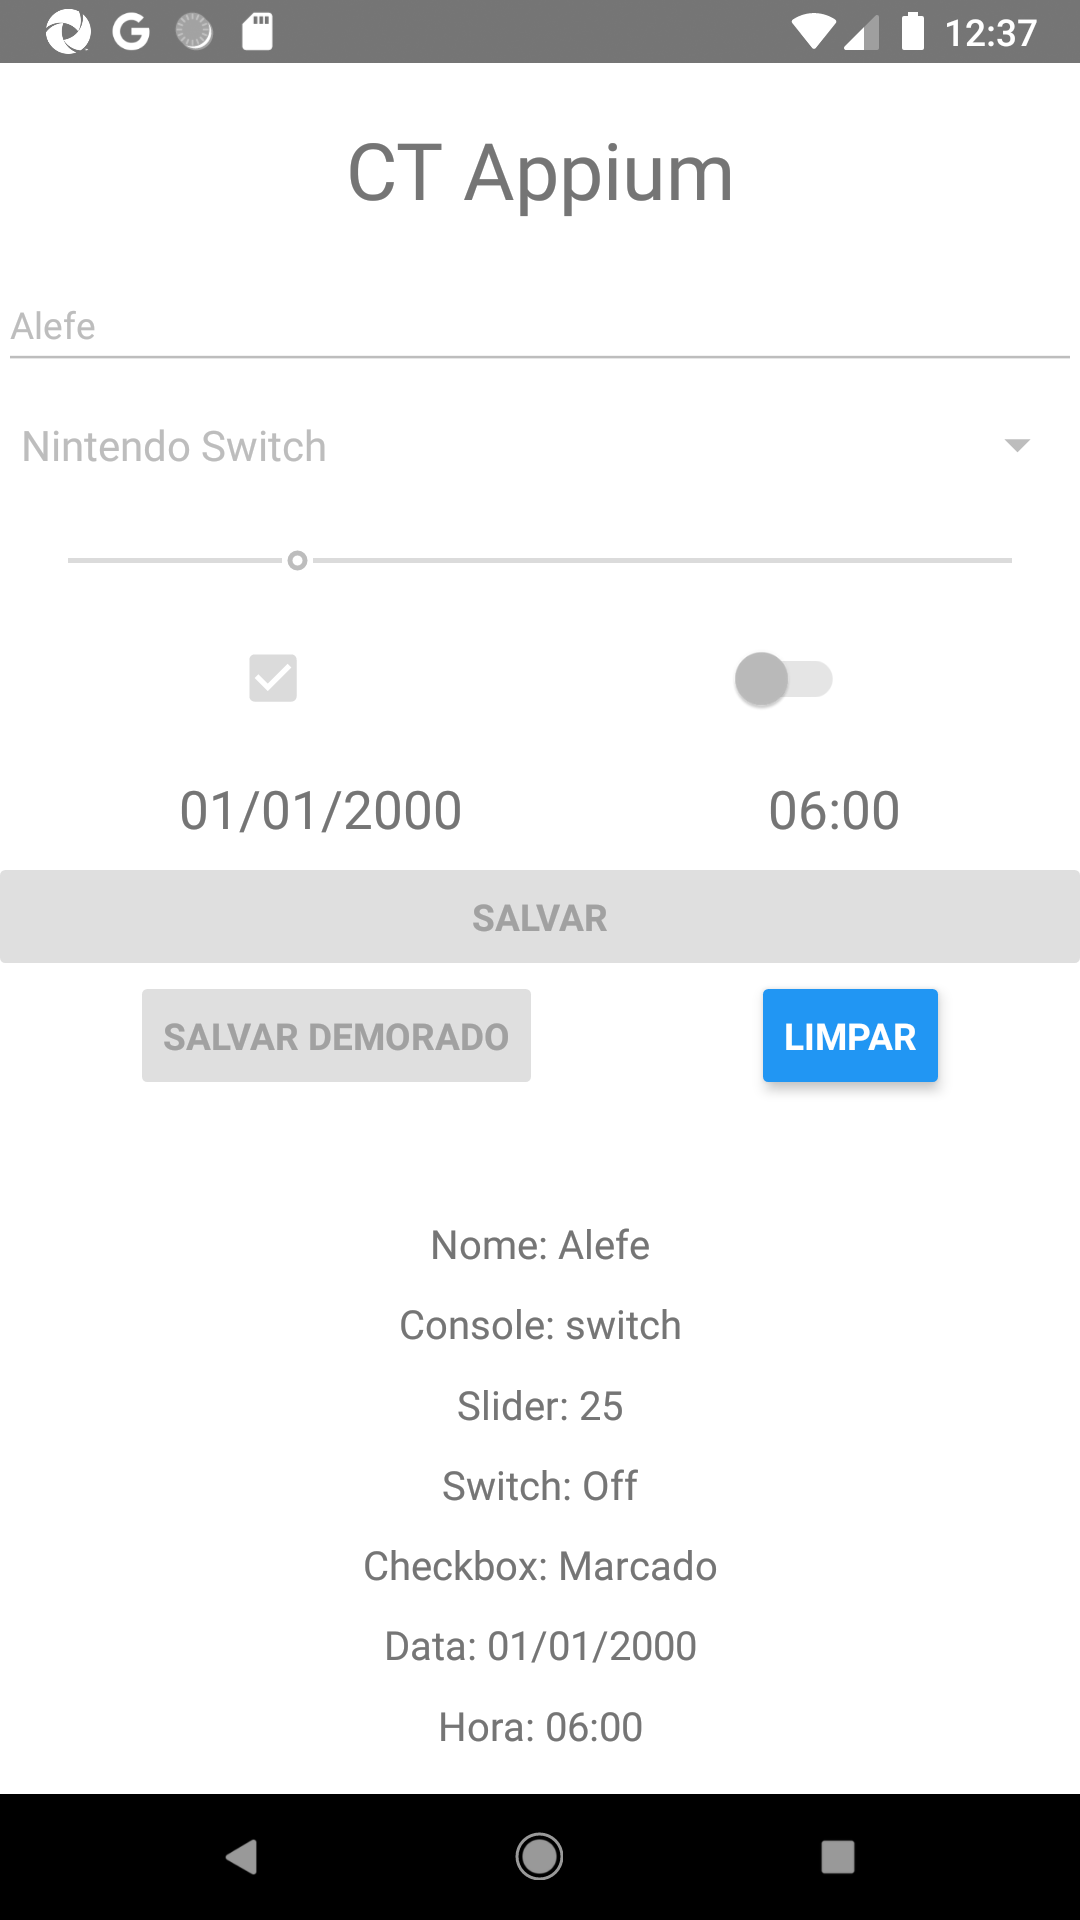 12:37
CT Appium
Alefe
Nintendo Switch
01/01/2000 06:00
SALVAR
SALVAR DEMORADO LIMPAR
Nome: Alefe
Console: switch
Slider: 25
Switch: Off
Checkbox: Marcado
Data: 01/01/2000
Hora: 06:00